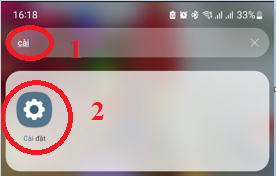 16:18 33%
cài 1
2
Cài đặt